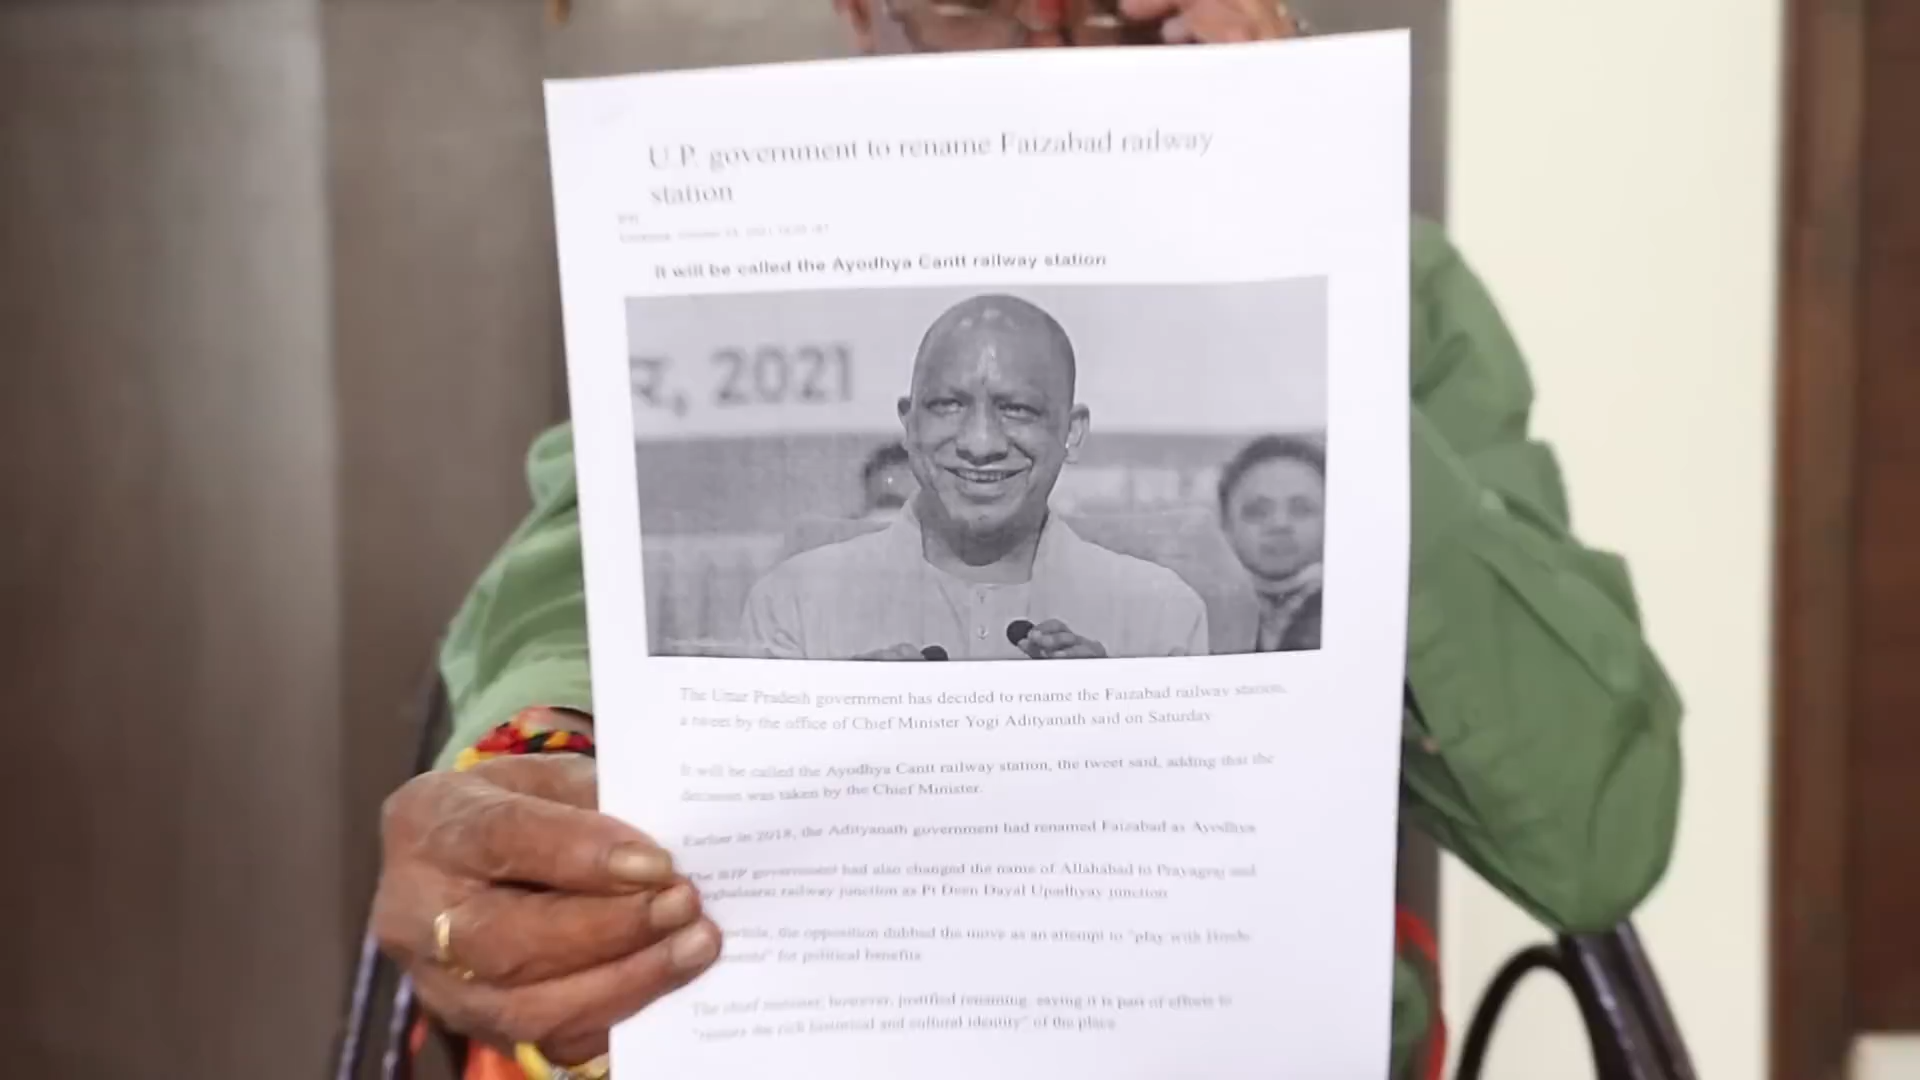 U.P. government to rename Faizabad railway
station
PTI
It will be called the Ayodhya Cantt railway station
र, 2021
The Uttar Pradesh government has decided to rename the Faizabad railway station,
a tweet by the office of Chief Minister Yogi Adityanath said on Saturday
It will be called the Ayodhya Cantt railway station, the tweet said, adding that the
decision was taken by the Chief Minister.
Earlier in 2018, the Adityanath government had renamed Faizabad as Ayodhya
The BJP government had also changed the name of Allahabad to Prayagraj and
railway junction as Pt Deen Dayal Upadhyay junction
the opposition dubbed the move as an attempt to "play with Hindu
for political benefits
The chief minister, however, justified renaming, saying it is part of efforts to
"restore the rich historical and cultural identity" of the place